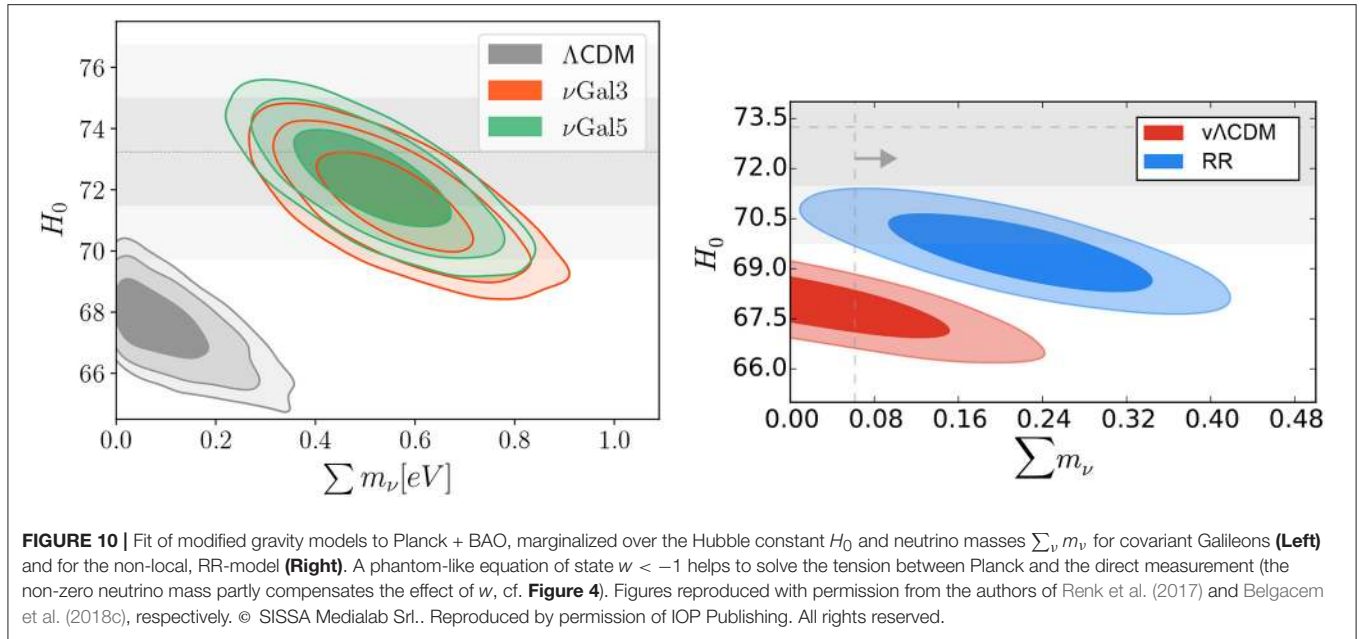 76
74
72
70
68
66
H₀
ΛCDM
νGal3
νGal5
0.0 0.2 0.4 0.6 0.8 1.0
∑ m_ν[eV]
73.5
72.0
70.5
69.0
67.5
66.0
H₀
vΛCDM
RR
0.00 0.08 0.16 0.24 0.32 0.40 0.48
∑ m_ν
FIGURE 10 | Fit of modified gravity models to Planck + BAO, marginalized over the Hubble constant H₀ and neutrino masses ∑_ν m_ν for covariant Galileons (Left)
and for the non-local, RR-model (Right). A phantom-like equation of state w < −1 helps to solve the tension between Planck and the direct measurement (the
non-zero neutrino mass partly compensates the effect of w, cf. Figure 4). Figures reproduced with permission from the authors of Renk et al. (2017) and Belgacem
et al. (2018c), respectively. © SISSA Medialab Srl.. Reproduced by permission of IOP Publishing. All rights reserved.